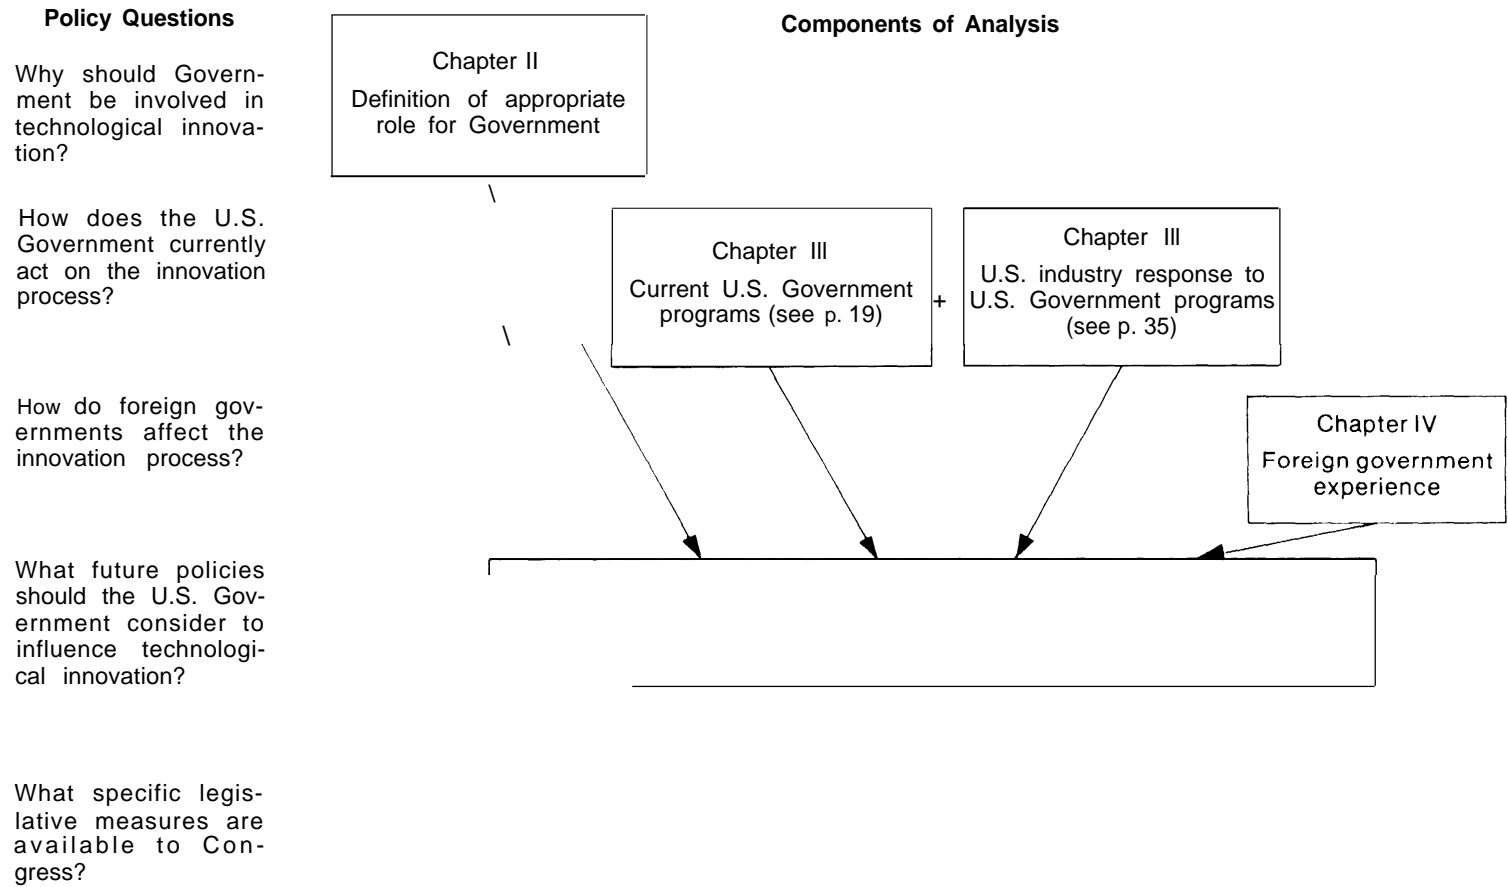 Policy Questions
Components of Analysis
Why should Govern-
ment be involved in
technological innova-
tion?
Chapter II
Definition of appropriate
role for Government
How does the U.S.
Government currently
act on the innovation
process?
Chapter III
Current U.S. Government
programs (see p. 19)
+
Chapter III
U.S. industry response to
U.S. Government programs
(see p. 35)
How do foreign gov-
ernments affect the
innovation process?
Chapter IV
Foreign government
experience
What future policies
should the U.S. Gov-
ernment consider to
influence technologi-
cal innovation?
What specific legis-
lative measures are
available to Con-
gress?